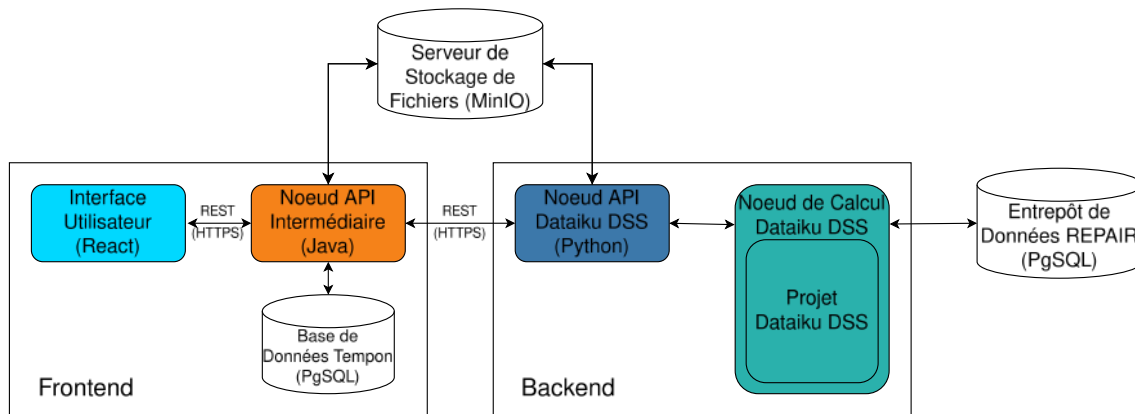 Serveur de
Stockage de
Fichiers (MinIO)
Interface
Utilisateur
(React)
REST
(HTTPS)
Noeud API
Intermédiaire
(Java)
REST
(HTTPS)
Noeud API
Dataiku DSS
(Python)
Noeud de Calcul
Dataiku DSS
Projet
Dataiku DSS
Entrepôt de
Données REPAIR
(PgSQL)
Base de
Données Tempon
(PgSQL)
Frontend
Backend